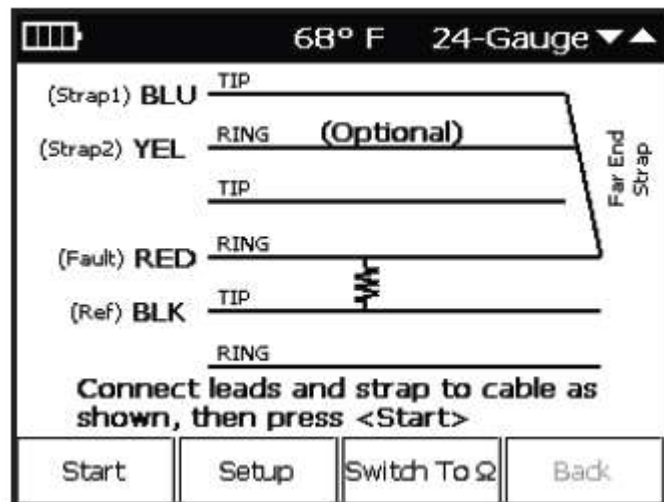 68° F 24-Gauge
TIP
(Strap1) BLU
RING (Optional)
(Strap2) YEL
Far End
Strap
TIP
RING
(Fault) RED
TIP
(Ref) BLK
RING
Connect leads and strap to cable as
shown, then press <Start>
Start Setup Switch To Ω Back